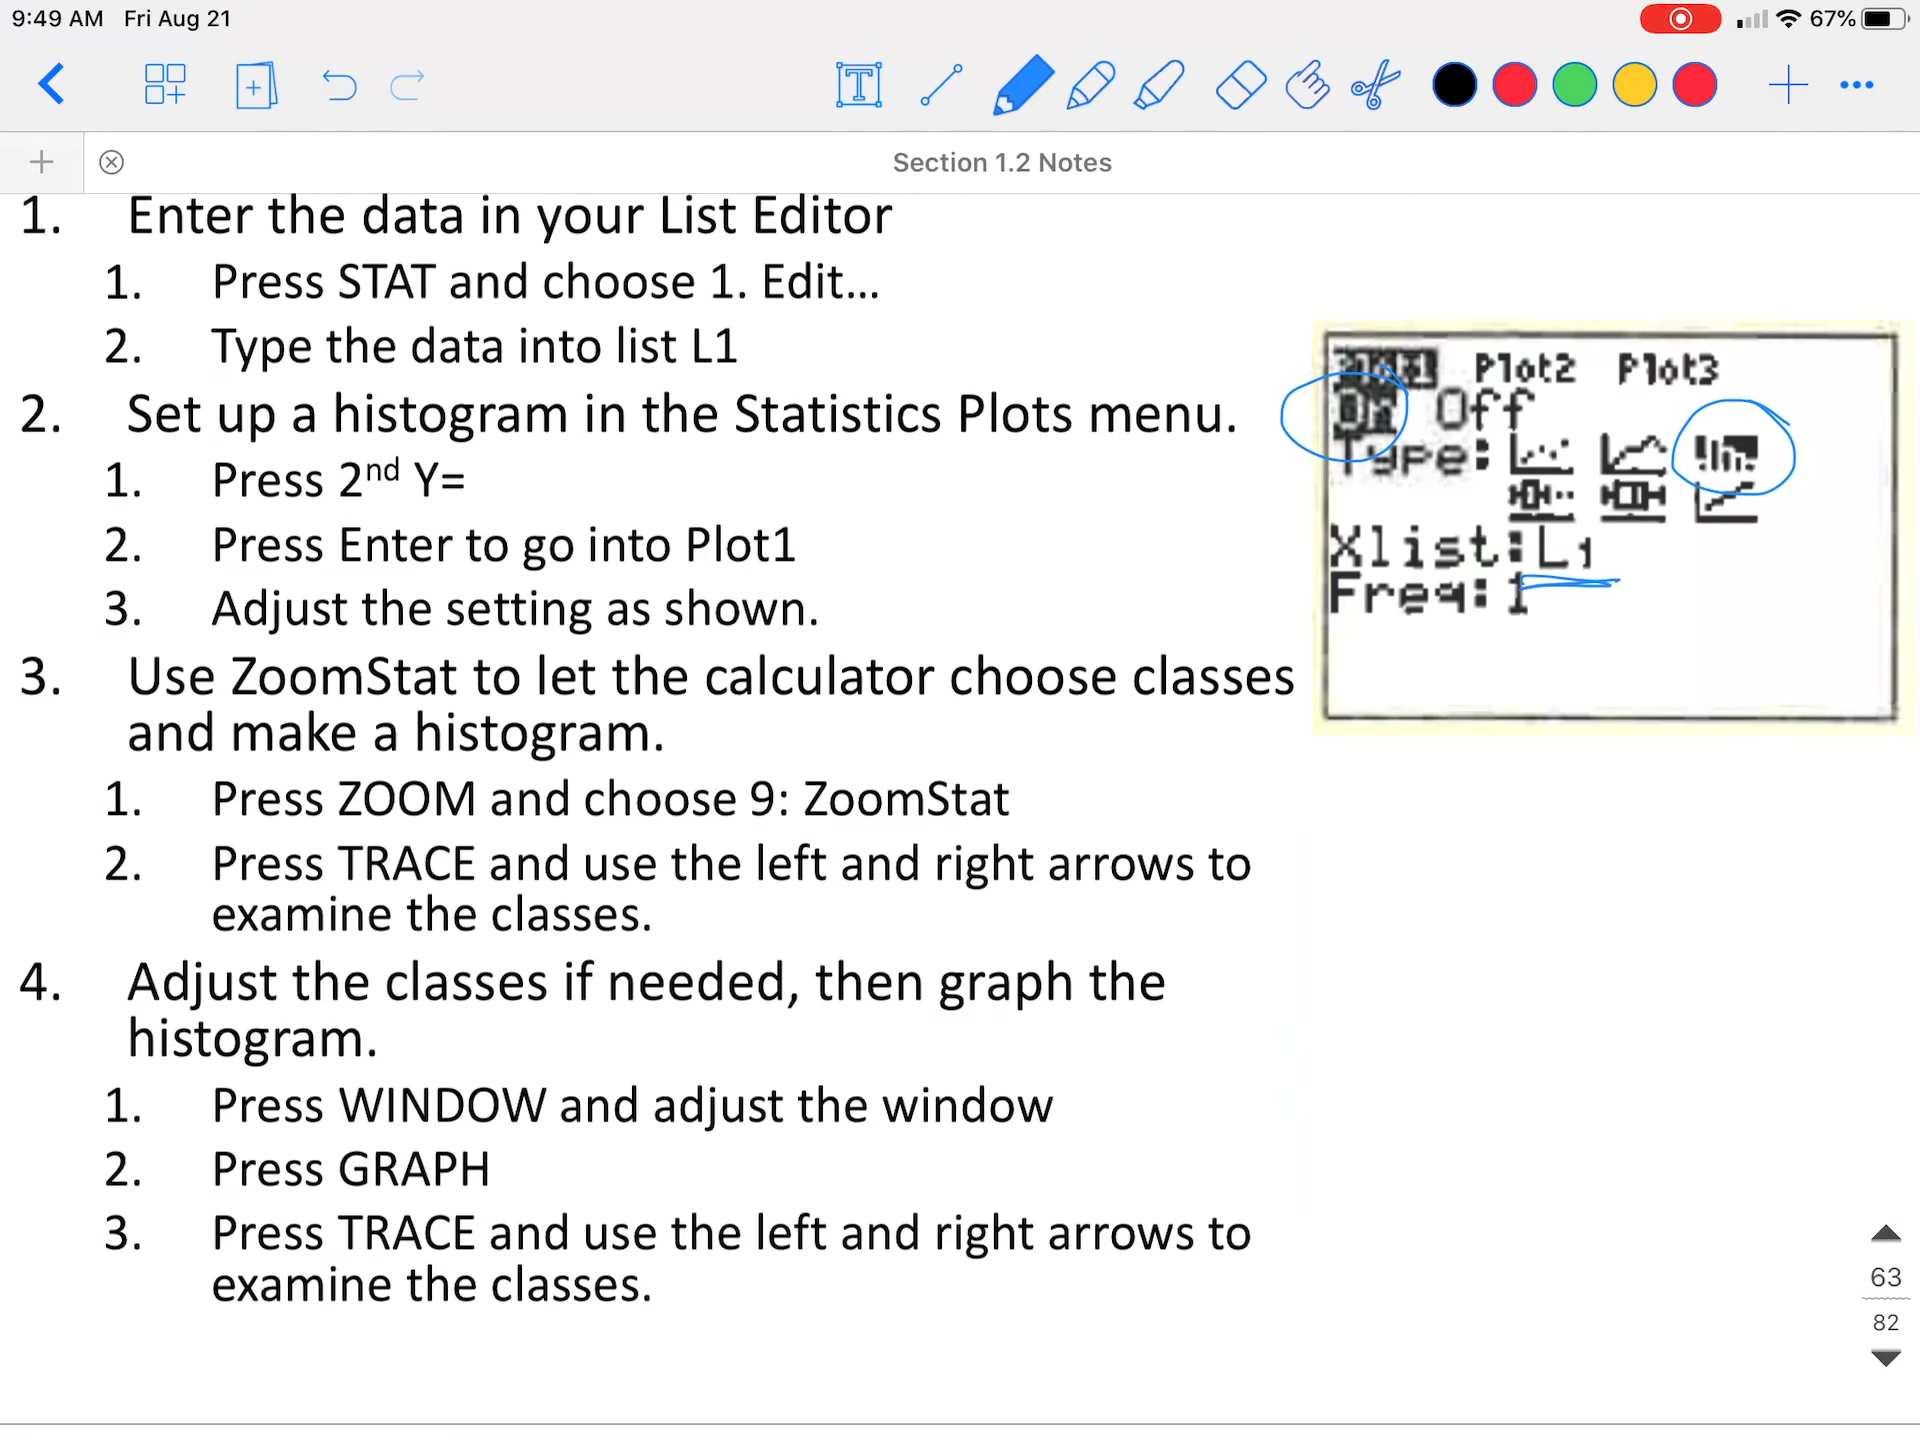 9:49 AM Fri Aug 21
67%
Section 1.2 Notes
1. Enter the data in your List Editor
1. Press STAT and choose 1. Edit...
2. Type the data into list L1
2. Set up a histogram in the Statistics Plots menu.
1. Press 2nd Y=
2. Press Enter to go into Plot1
3. Adjust the setting as shown.
3. Use ZoomStat to let the calculator choose classes
and make a histogram.
1. Press ZOOM and choose 9: ZoomStat
2. Press TRACE and use the left and right arrows to
examine the classes.
4. Adjust the classes if needed, then graph the
histogram.
1. Press WINDOW and adjust the window
2. Press GRAPH
3. Press TRACE and use the left and right arrows to
examine the classes.
Plot2 Plot3
On Off
Type:
Xlist:L1
Freq:1
63
82